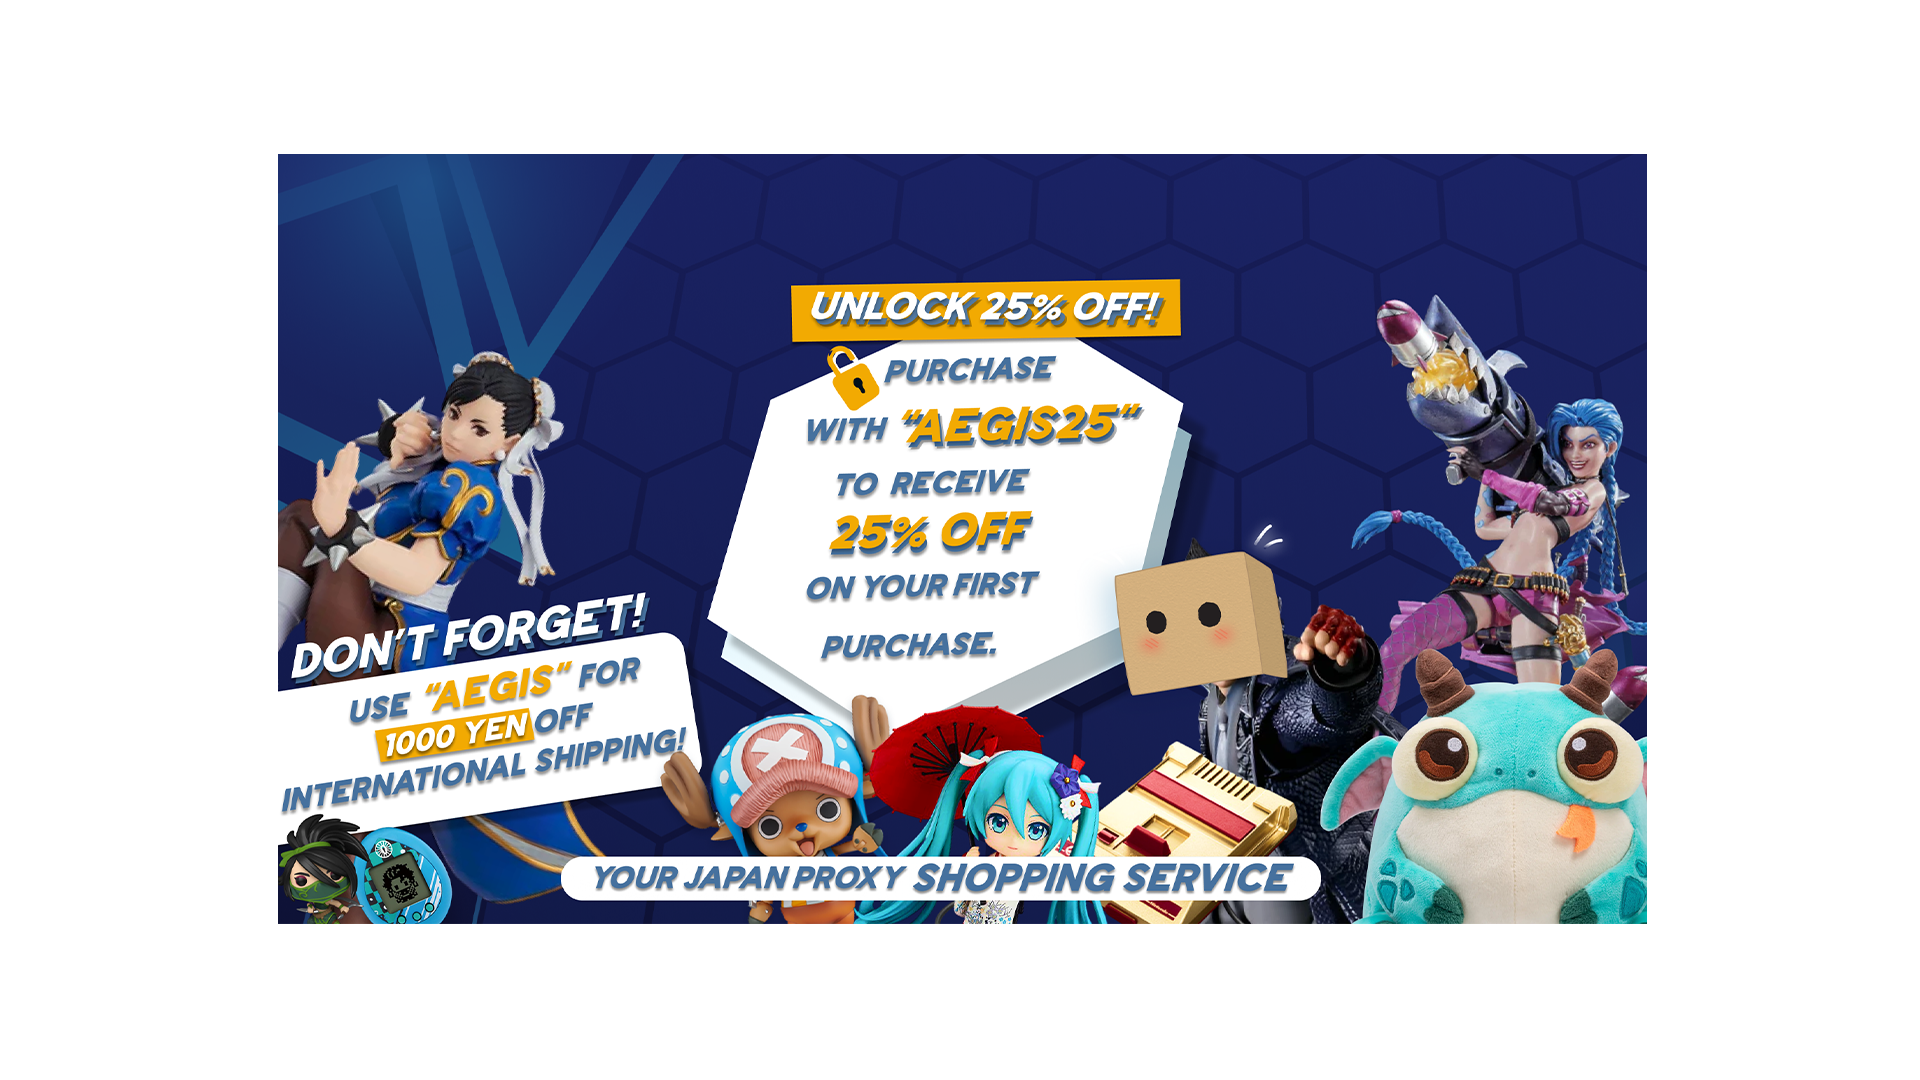 UNLOCK 25% OFF!
PURCHASE
WITH "AEGIS25"
TO RECEIVE
25% OFF
ON YOUR FIRST
PURCHASE.
DON'T FORGET!
USE "AEGIS" FOR
1000 YEN OFF
INTERNATIONAL SHIPPING!
YOUR JAPAN PROXY SHOPPING SERVICE